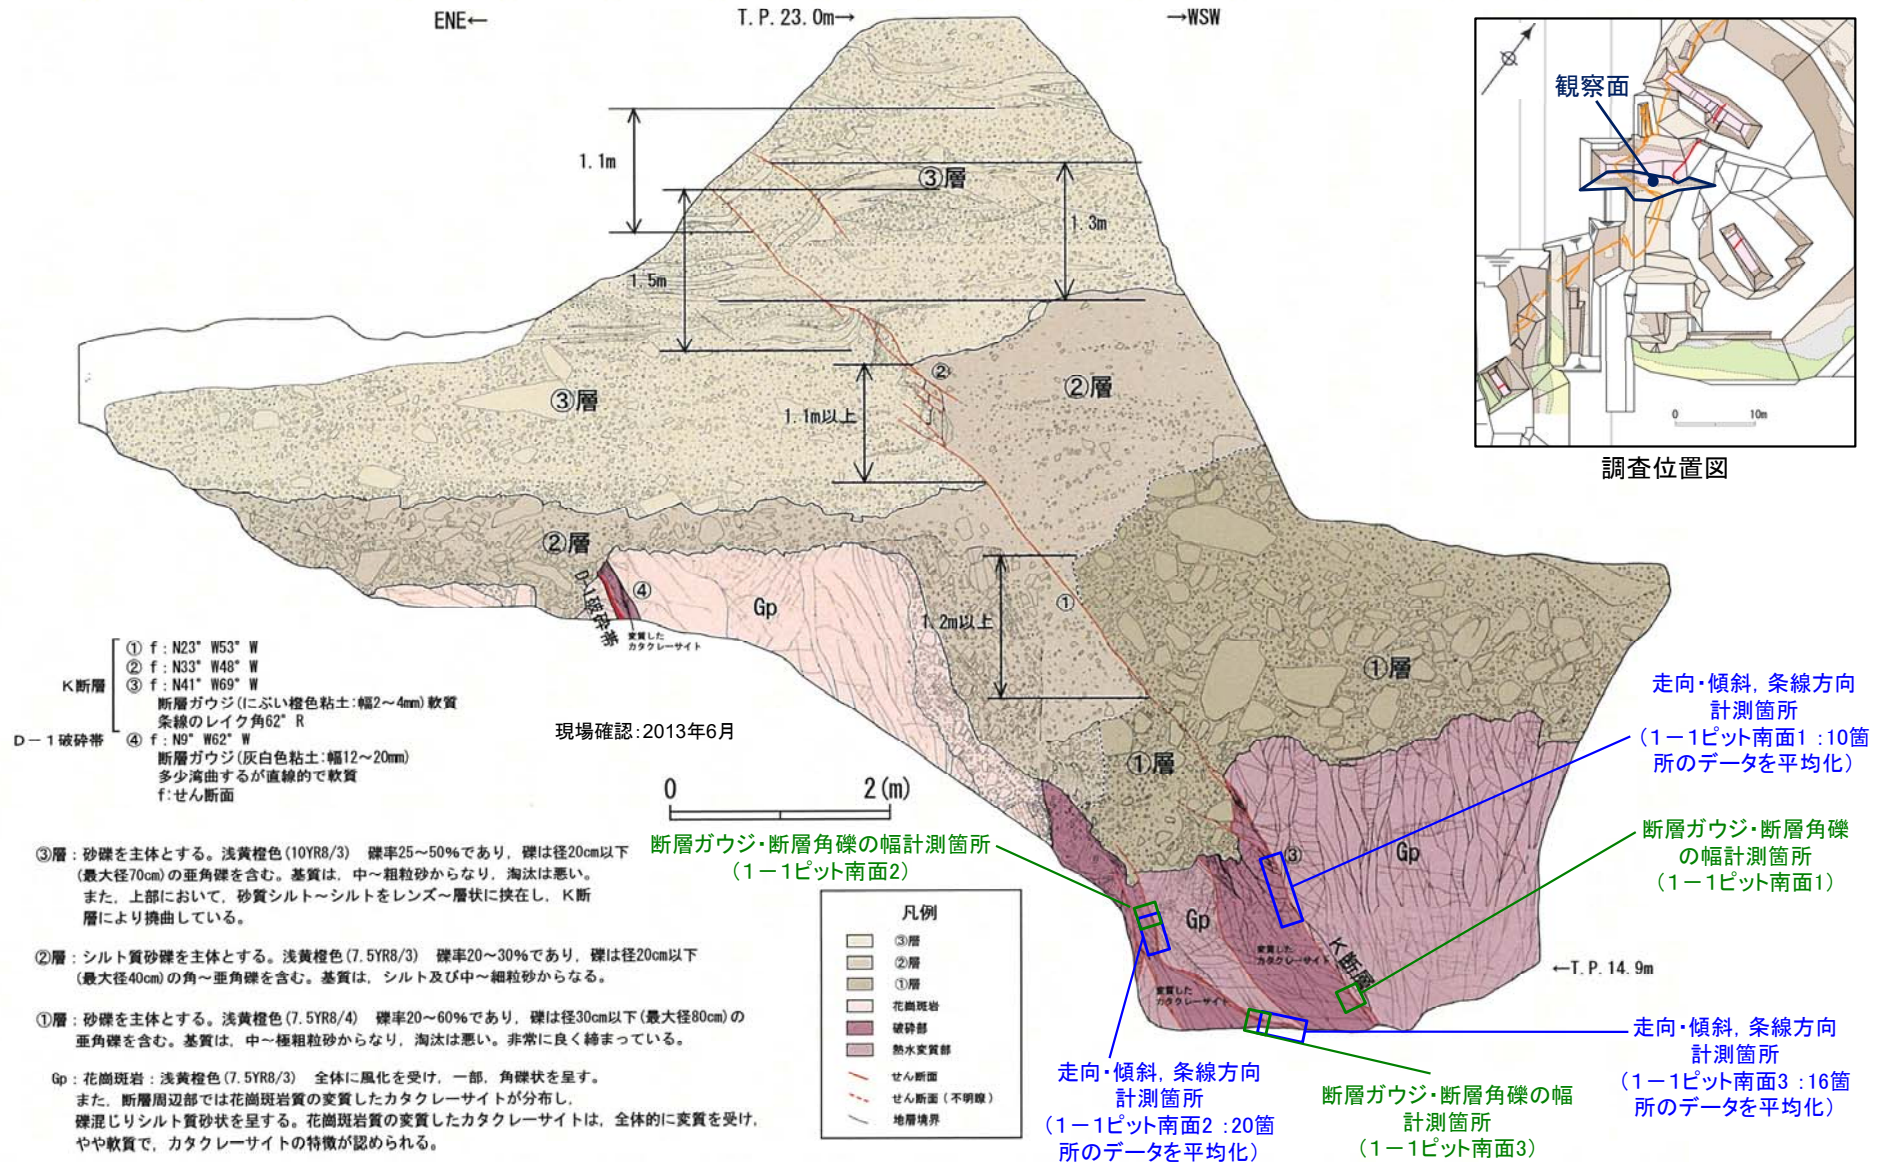 ENE←
T.P.23.0m→
→WSW
観察面
0
10m
調査位置図
1.1m
③層
1.3m
1.5m
②
②層
③層
1.1m以上
②層
D-1破砕帯
④
変質した
カタクレーサイト
Gp
①
1.2m以上
①層
①層
K断層
① f:N23° W53° W
② f:N33° W48° W
③ f:N41° W69° W
断層ガウジ(にぶい橙色粘土:幅2～4mm)軟質
条線のレイク角62° R
D-1破砕帯
④ f:N9° W62° W
断層ガウジ(灰白色粘土:幅12～20mm)
多少湾曲するが直線的で軟質
f:せん断面
現場確認:2013年6月
0
2(m)
走向・傾斜，条線方向
計測箇所
(1-1ピット南面1 :10箇
所のデータを平均化)
断層ガウジ・断層角礫の幅計測箇所
(1-1ピット南面2)
断層ガウジ・断層角礫
の幅計測箇所
(1-1ピット南面1)
③
Gp
Gp
変質した
カタクレーサイト
K断層
変質した
カタクレーサイト
←T.P.14.9m
③層:砂礫を主体とする。浅黄橙色(10YR8/3) 礫率25～50%であり，礫は径20cm以下
(最大径70cm)の亜角礫を含む。基質は，中～粗粒砂からなり，淘汰は悪い。
また，上部において，砂質シルト～シルトをレンズ～層状に挟在し，K断
層により撓曲している。
②層:シルト質砂礫を主体とする。浅黄橙色(7.5YR8/3) 礫率20～30%であり，礫は径20cm以下
(最大径40cm)の角～亜角礫を含む。基質は，シルト及び中～細粒砂からなる。
①層:砂礫を主体とする。浅黄橙色(7.5YR8/4) 礫率20～60%であり，礫は径30cm以下(最大径80cm)の
亜角礫を含む。基質は，中～極粗粒砂からなり，淘汰は悪い。非常に良く締まっている。
Gp:花崗斑岩:浅黄橙色(7.5YR8/3) 全体に風化を受け，一部，角礫状を呈す。
また，断層周辺部では花崗斑岩質の変質したカタクレーサイトが分布し，
礫混じりシルト質砂状を呈する。花崗斑岩質の変質したカタクレーサイトは，全体的に変質を受け，
やや軟質で，カタクレーサイトの特徴が認められる。
凡例
③層
②層
①層
花崗斑岩
破砕部
熱水変質部
せん断面
せん断面(不明瞭)
地層境界
走向・傾斜，条線方向
計測箇所
(1-1ピット南面2 :20箇
所のデータを平均化)
断層ガウジ・断層角礫の幅
計測箇所
(1-1ピット南面3)
走向・傾斜，条線方向
計測箇所
(1-1ピット南面3 :16箇
所のデータを平均化)